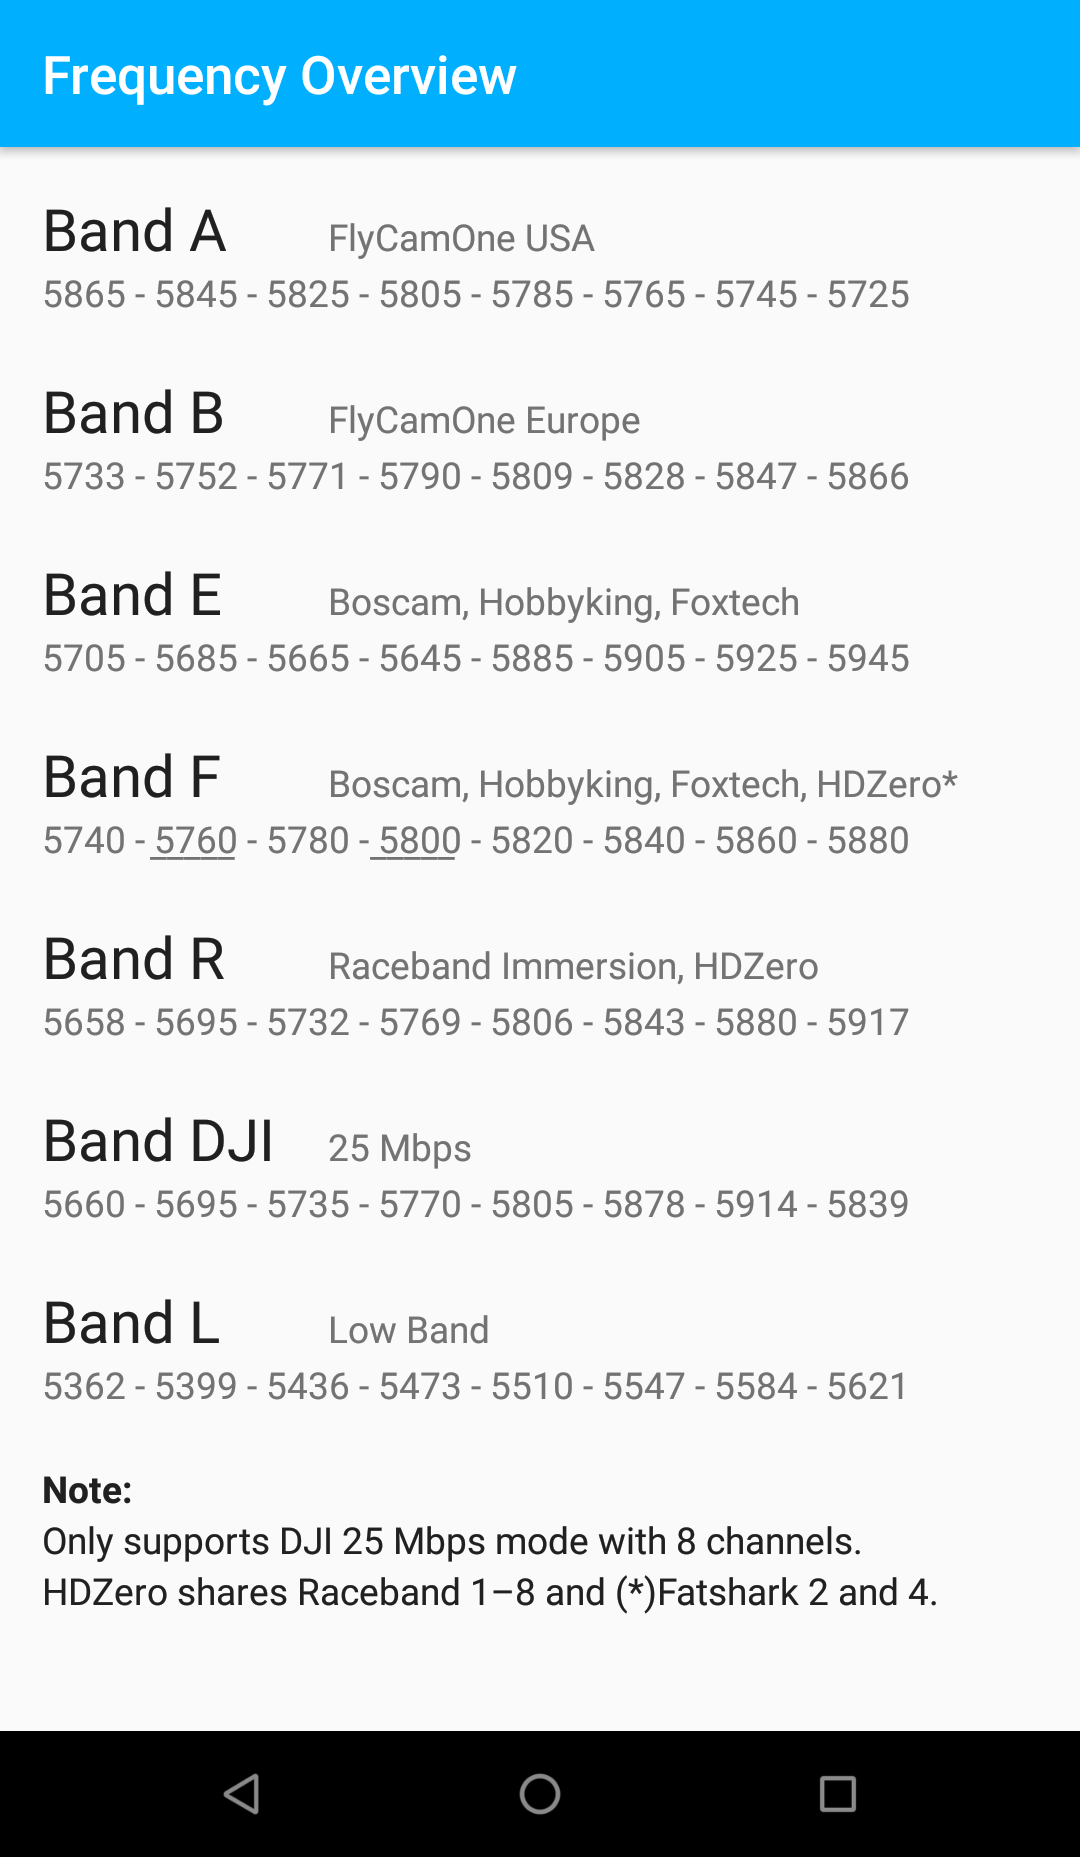 Frequency Overview
Band A FlyCamOne USA
5865 - 5845 - 5825 - 5805 - 5785 - 5765 - 5745 - 5725
Band B FlyCamOne Europe
5733 - 5752 - 5771 - 5790 - 5809 - 5828 - 5847 - 5866
Band E Boscam, Hobbyking, Foxtech
5705 - 5685 - 5665 - 5645 - 5885 - 5905 - 5925 - 5945
Band F Boscam, Hobbyking, Foxtech, HDZero*
5740 - 5760 - 5780 - 5800 - 5820 - 5840 - 5860 - 5880
Band R Raceband Immersion, HDZero
5658 - 5695 - 5732 - 5769 - 5806 - 5843 - 5880 - 5917
Band DJI 25 Mbps
5660 - 5695 - 5735 - 5770 - 5805 - 5878 - 5914 - 5839
Band L Low Band
5362 - 5399 - 5436 - 5473 - 5510 - 5547 - 5584 - 5621
Note:
Only supports DJI 25 Mbps mode with 8 channels.
HDZero shares Raceband 1–8 and (*)Fatshark 2 and 4.